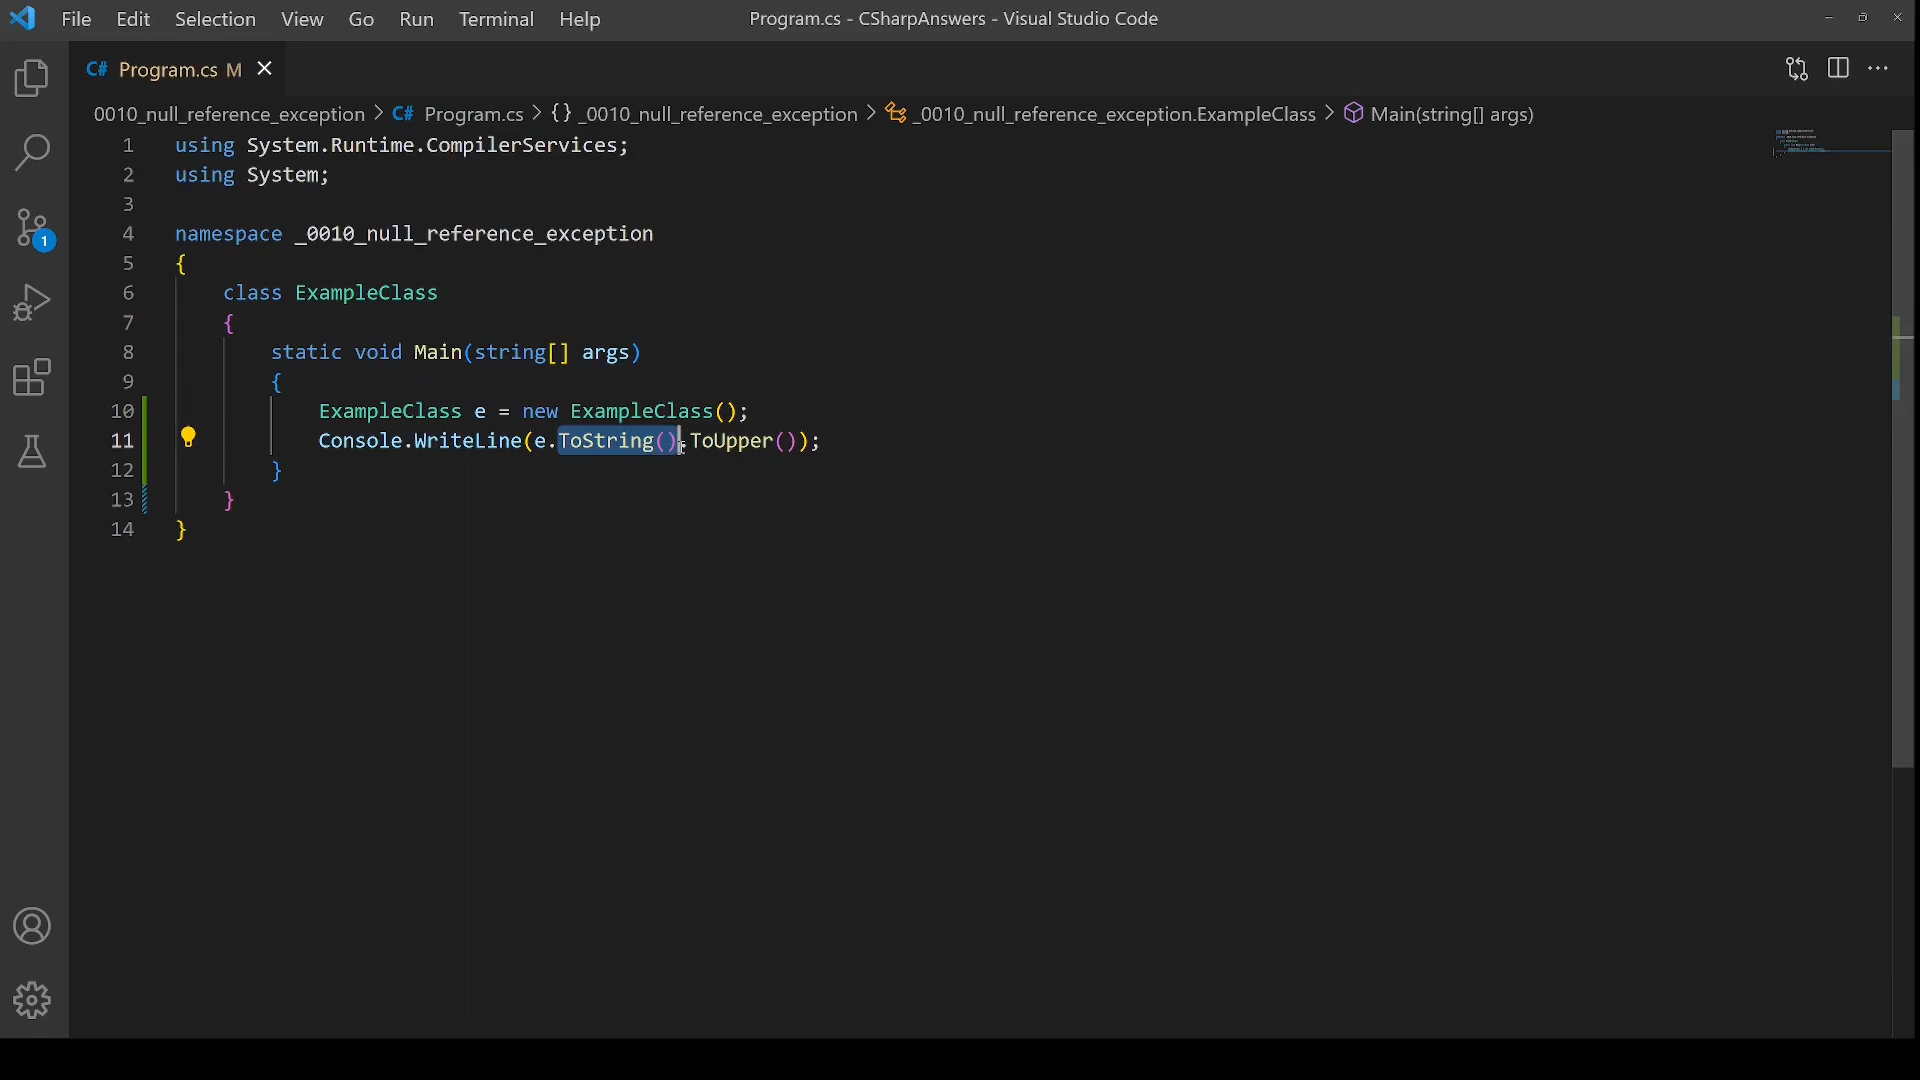 File Edit Selection View Go Run Terminal Help Program.cs - CSharpAnswers - Visual Studio Code
C# Program.cs M
0010_null_reference_exception > C# Program.cs > {} _0010_null_reference_exception > _0010_null_reference_exception.ExampleClass > Main(string[] args)
1 using System.Runtime.CompilerServices;
2 using System;
3
4 namespace _0010_null_reference_exception
5 {
6 class ExampleClass
7 {
8 static void Main(string[] args)
9 {
10 ExampleClass e = new ExampleClass();
11 Console.WriteLine(e.ToString().ToUpper());
12 }
13 }
14 }
1